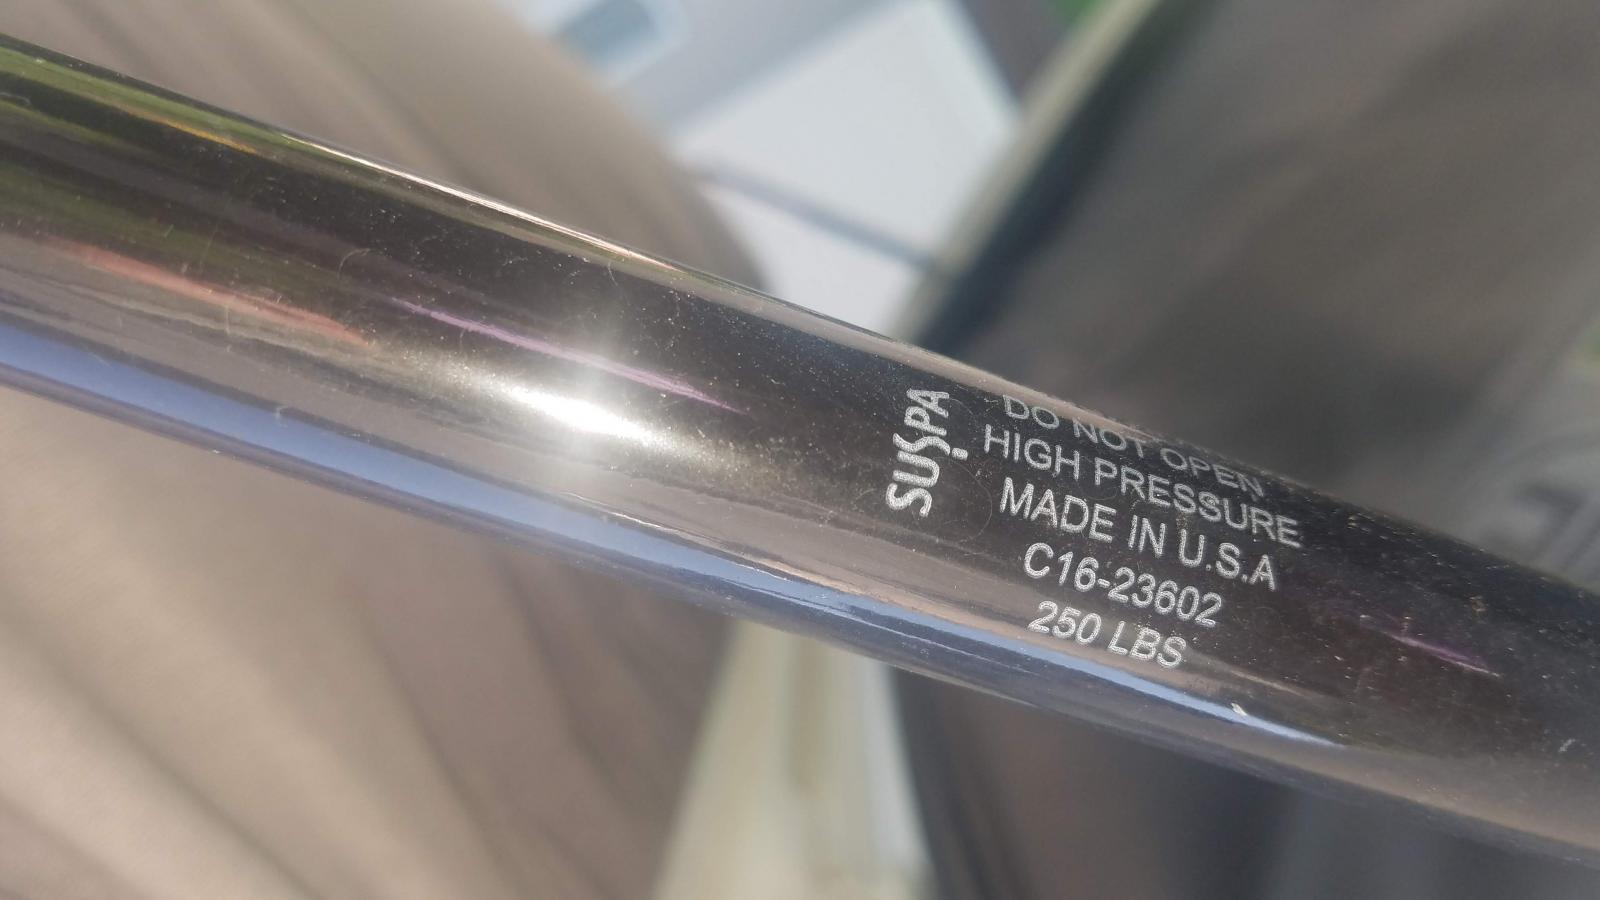 SUSPA
DO NOT OPEN
HIGH PRESSURE
MADE IN U.S.A
C16-23602
250 LBS